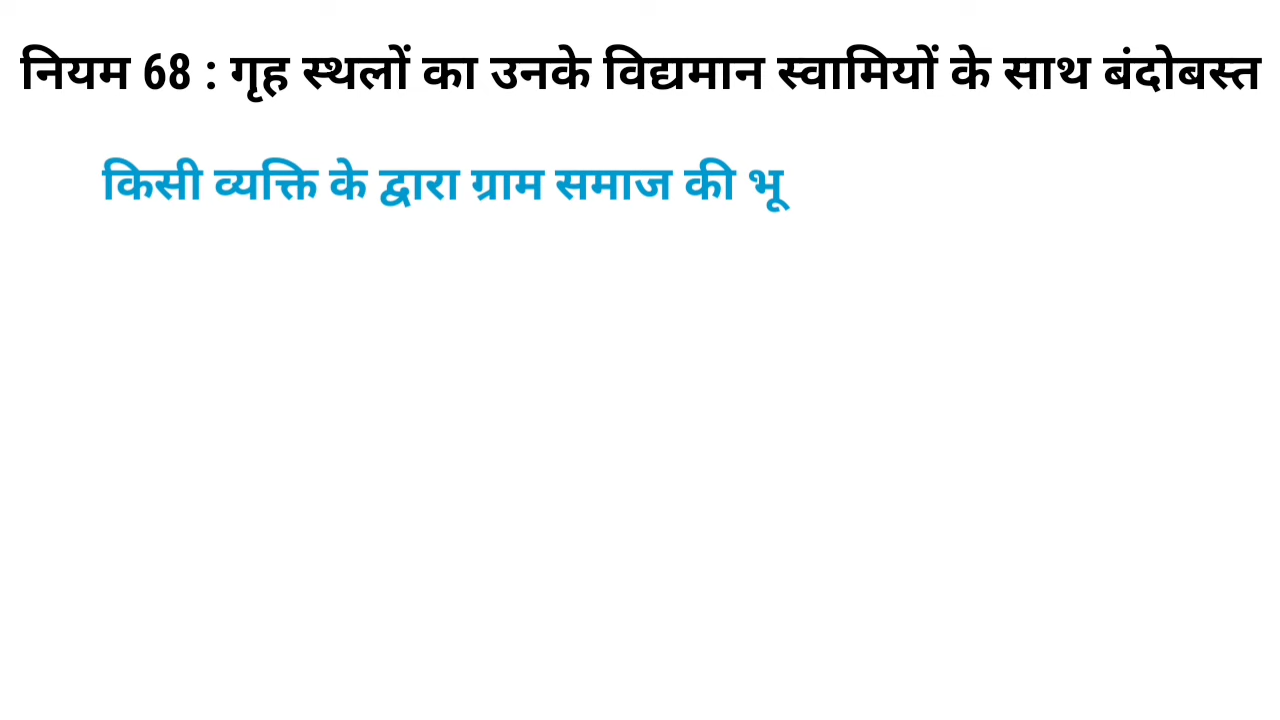 नियम 68 : गृह स्थलों का उनके विद्यमान स्वामियों के साथ बंदोबस्त
किसी व्यक्ति के द्वारा ग्राम समाज की भू